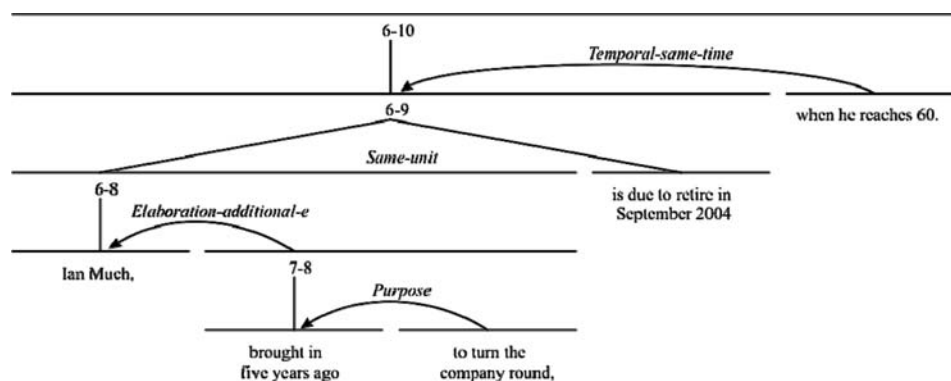 6-10
Temporal-same-time
6-9
when he reaches 60.
Same-unit
6-8
is due to retire in
September 2004
Elaboration-additional-e
Ian Much,
7-8
Purpose
brought in
five years ago
to turn the
company round,